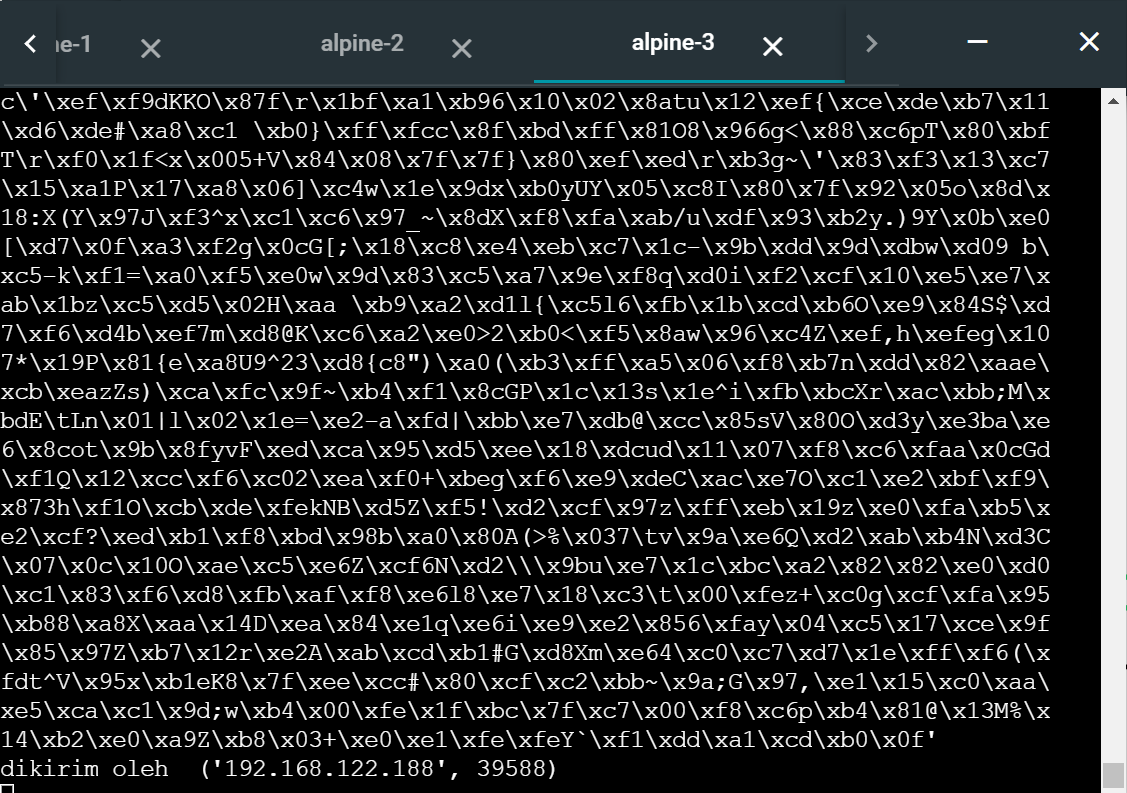 ne-1
alpine-2
alpine-3
c\'\xef\xf9dKKO\x87f\r\x1bf\xa1\xb96\x10\x02\x8atu\x12\xef{\xce\xde\xb7\x11
\xd6\xde#\xa8\xc1 \xb0}\xff\xfcc\x8f\xbd\xff\x81O8\x966g<\x88\xc6pT\x80\xbf
T\r\xf0\x1f<x\x005+V\x84\x08\x7f\x7f}\x80\xef\xed\r\xb3g~\'\x83\xf3\x13\xc7
\x15\xa1P\x17\xa8\x06]\xc4w\x1e\x9dx\xb0yUY\x05\xc8I\x80\x7f\x92\x05o\x8d\x
18:X(Y\x97J\xf3^x\xc1\xc6\x97_~\x8dX\xf8\xfa\xab/u\xdf\x93\xb2y.)9Y\x0b\xe0
[\xd7\x0f\xa3\xf2g\x0cG[;\x18\xc8\xe4\xeb\xc7\x1c-\x9b\xdd\x9d\xdbw\xd09 b\
xc5-k\xf1=\xa0\xf5\xe0w\x9d\x83\xc5\xa7\x9e\xf8q\xd0i\xf2\xcf\x10\xe5\xe7\x
ab\x1bz\xc5\xd5\x02H\xaa \xb9\xa2\xd1l{\xc5l6\xfb\x1b\xcd\xb6O\xe9\x84S$\xd
7\xf6\xd4b\xef7m\xd8@K\xc6\xa2\xe0>2\xb0<\xf5\x8aw\x96\xc4Z\xef,h\xefeg\x10
7*\x19P\x81{e\xa8U9^23\xd8{c8")\xa0(\xb3\xff\xa5\x06\xf8\xb7n\xdd\x82\xaae\
xcb\xeazZs)\xca\xfc\x9f~\xb4\xf1\x8cGP\x1c\x13s\x1e^i\xfb\xbcXr\xac\xbb;M\x
bdE\tLn\x01|l\x02\x1e=\xe2-a\xfd|\xbb\xe7\xdb@\xcc\x85sV\x80O\xd3y\xe3ba\xe
6\x8cot\x9b\x8fyvF\xed\xca\x95\xd5\xee\x18\xdcud\x11\x07\xf8\xc6\xfaa\x0cGd
\xf1Q\x12\xcc\xf6\xc02\xea\xf0+\xbeg\xf6\xe9\xdeC\xac\xe7O\xc1\xe2\xbf\xf9\
x873h\xf1O\xcb\xde\xfekNB\xd5Z\xf5!\xd2\xcf\x97z\xff\xeb\x19z\xe0\xfa\xb5\x
e2\xcf?\xed\xb1\xf8\xbd\x98b\xa0\x80A(>%\x037\tv\x9a\xe6Q\xd2\xab\xb4N\xd3C
\x07\x0c\x10O\xae\xc5\xe6Z\xcf6N\xd2\\\x9bu\xe7\x1c\xbc\xa2\x82\x82\xe0\xd0
\xc1\x83\xf6\xd8\xfb\xaf\xf8\xe6l8\xe7\x18\xc3\t\x00\xfez+\xc0g\xcf\xfa\x95
\xb88\xa8X\xaa\x14D\xea\x84\xe1q\xe6i\xe9\xe2\x856\xfay\x04\xc5\x17\xce\x9f
\x85\x97Z\xb7\x12r\xe2A\xab\xcd\xb1#G\xd8Xm\xe64\xc0\xc7\xd7\x1e\xff\xf6(\x
fdt^V\x95x\xb1eK8\x7f\xee\xcc#\x80\xcf\xc2\xbb~\x9a;G\x97,\xe1\x15\xc0\xaa\
xe5\xca\xc1\x9d;w\xb4\x00\xfe\x1f\xbc\x7f\xc7\x00\xf8\xc6p\xb4\x81@\x13M%\x
14\xb2\xe0\xa9Z\xb8\x03+\xe0\xe1\xfe\xfeY`\xf1\xdd\xa1\xcd\xb0\x0f'
dikirim oleh  ('192.168.122.188', 39588)